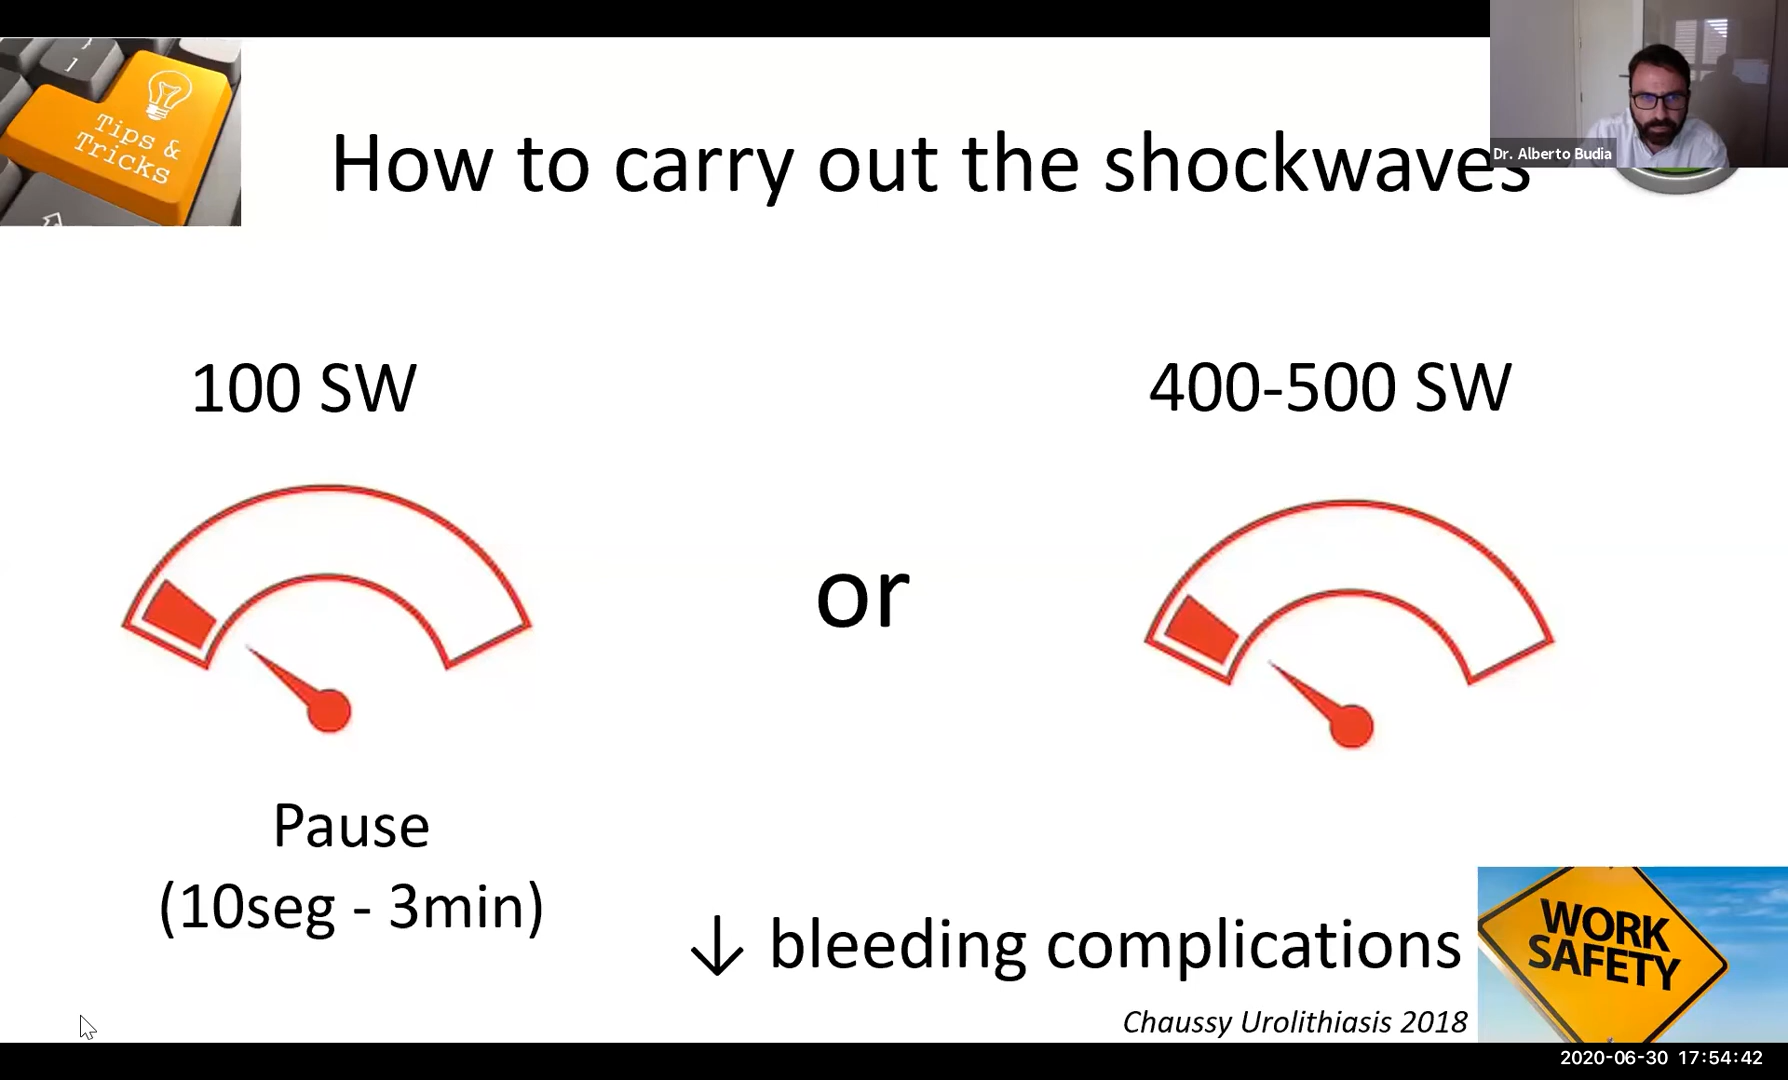 Tips &
Tricks
How to carry out the shockwaves
Dr. Alberto Budia
100 SW
400-500 SW
or
Pause
(10seg - 3min)
↓ bleeding complications
WORK
SAFETY
Chaussy Urolithiasis 2018
2020-06-30 17:54:42